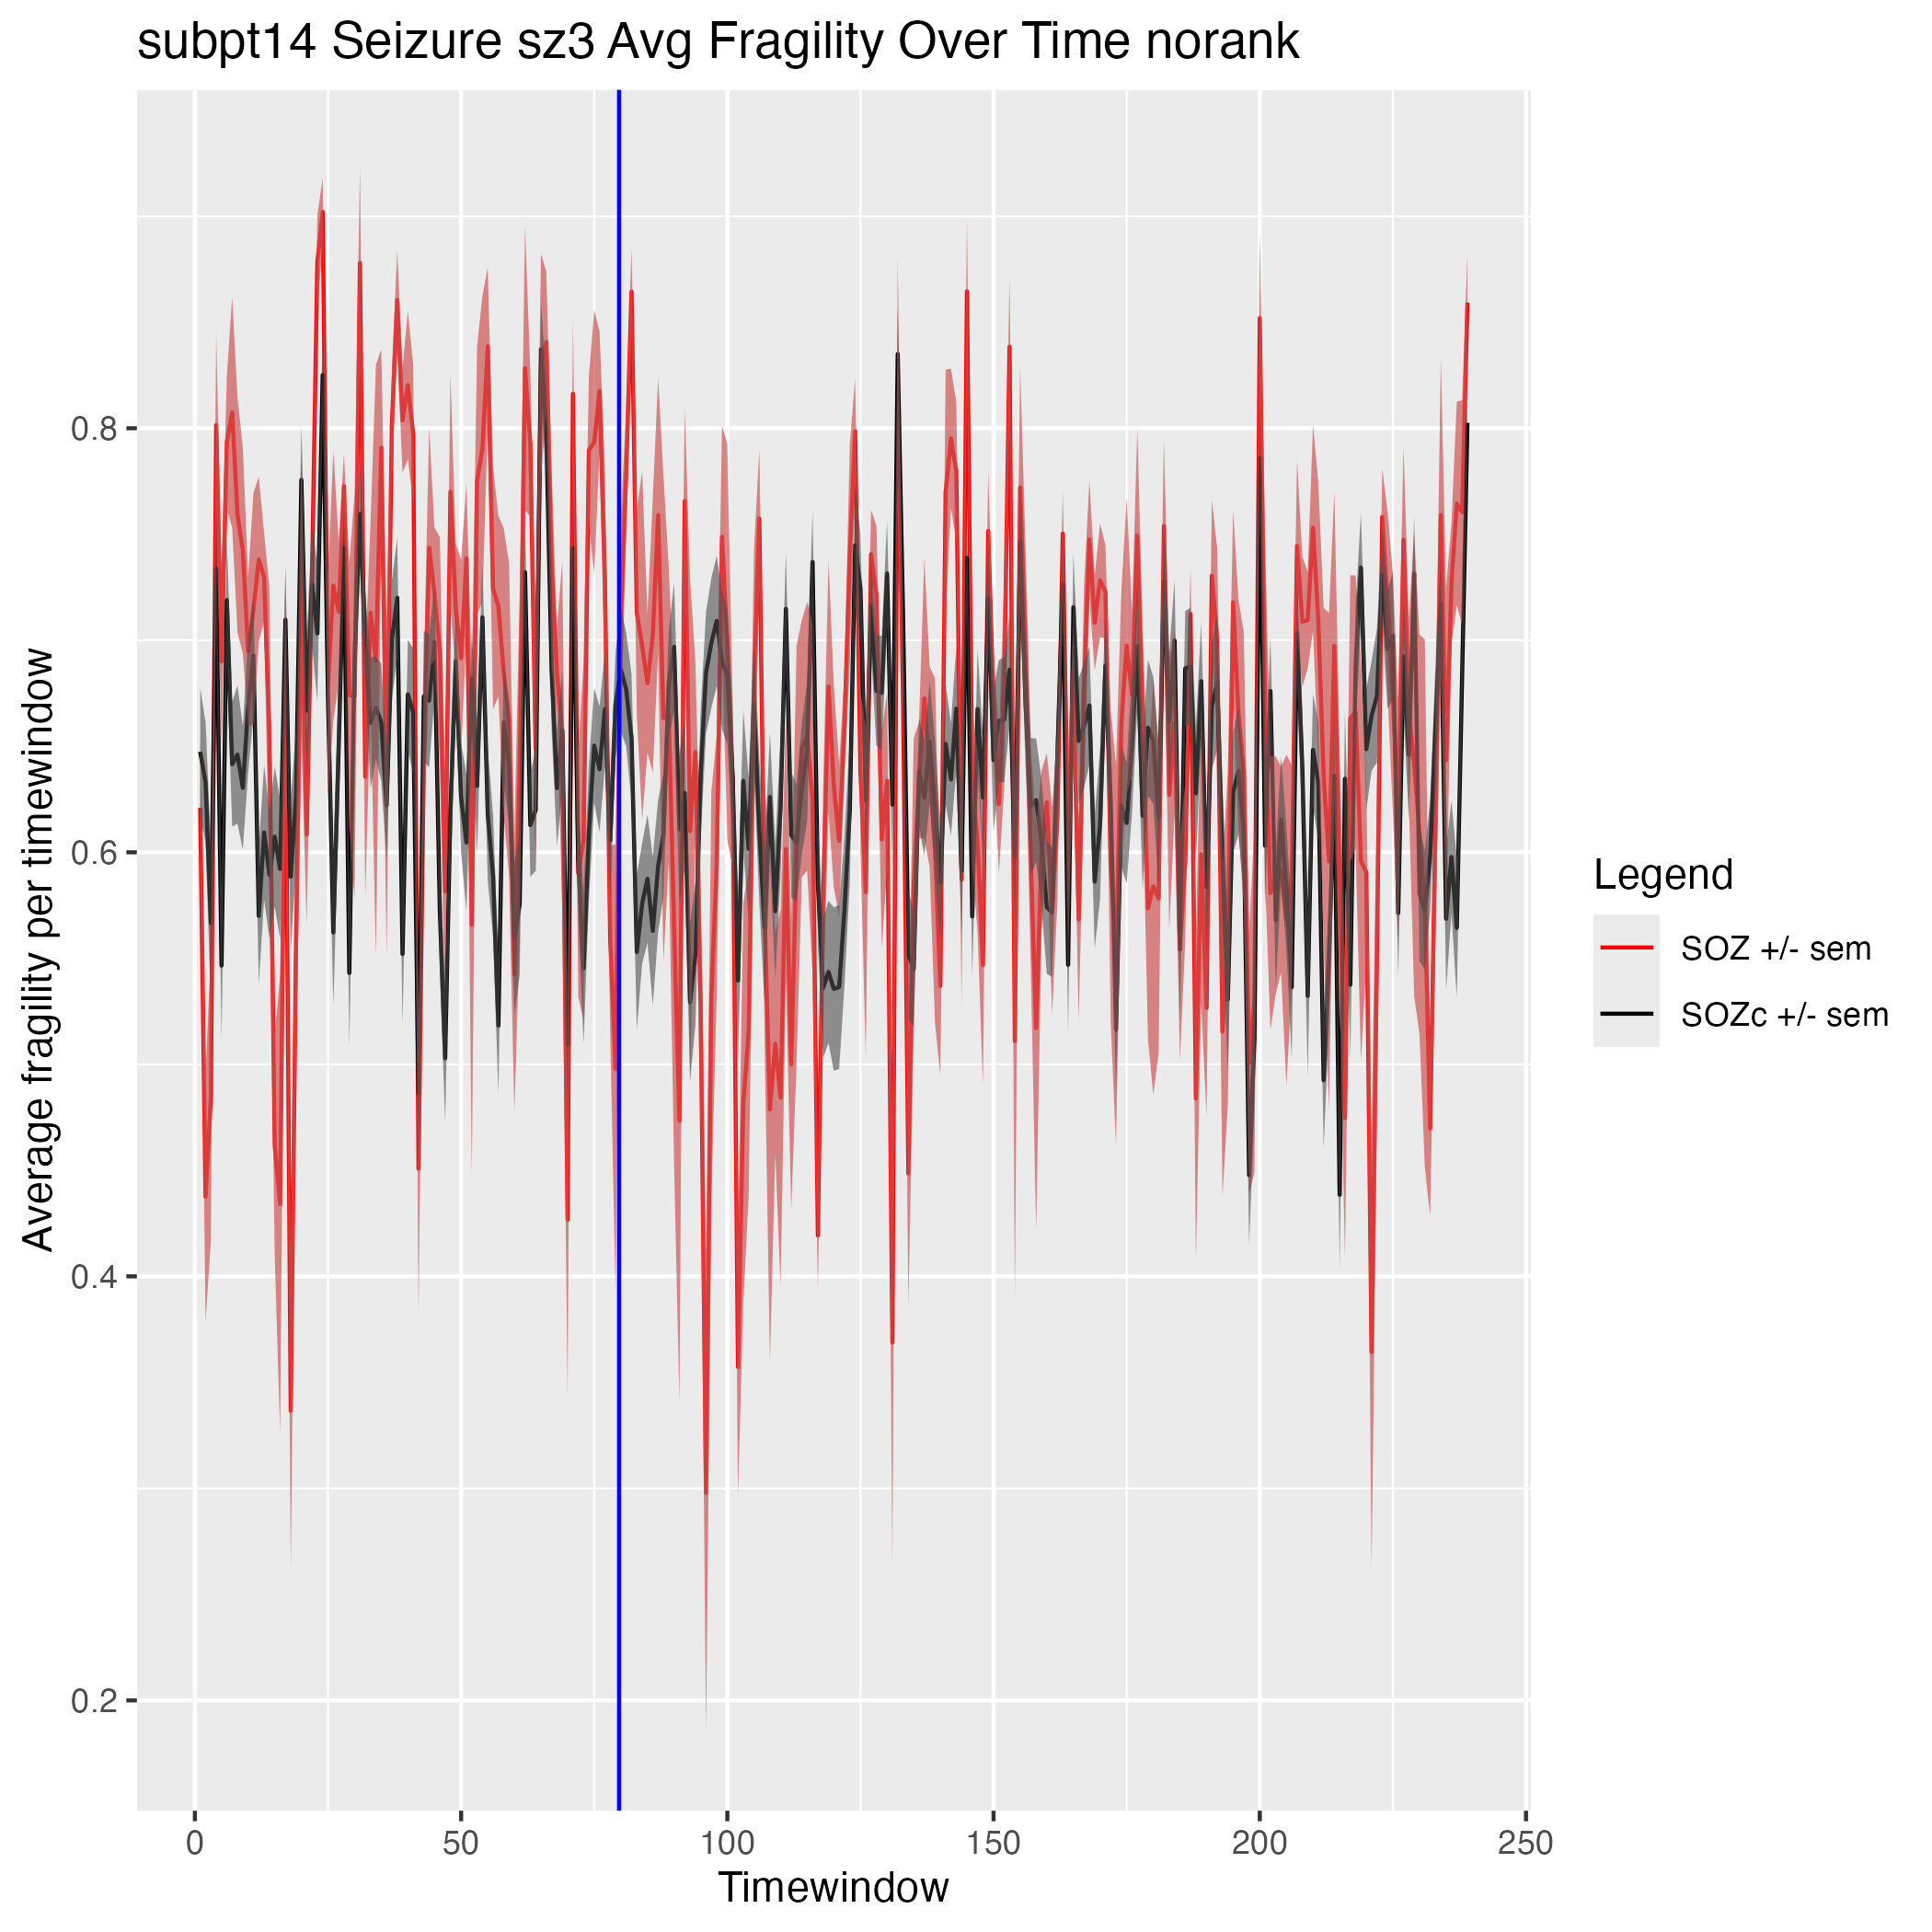 subpt14 Seizure sz3 Avg Fragility Over Time norank
Average fragility per timewindow
0.8
0.6
0.4
0.2
0
50
100
150
200
250
Timewindow
Legend
SOZ +/- sem
SOZc +/- sem